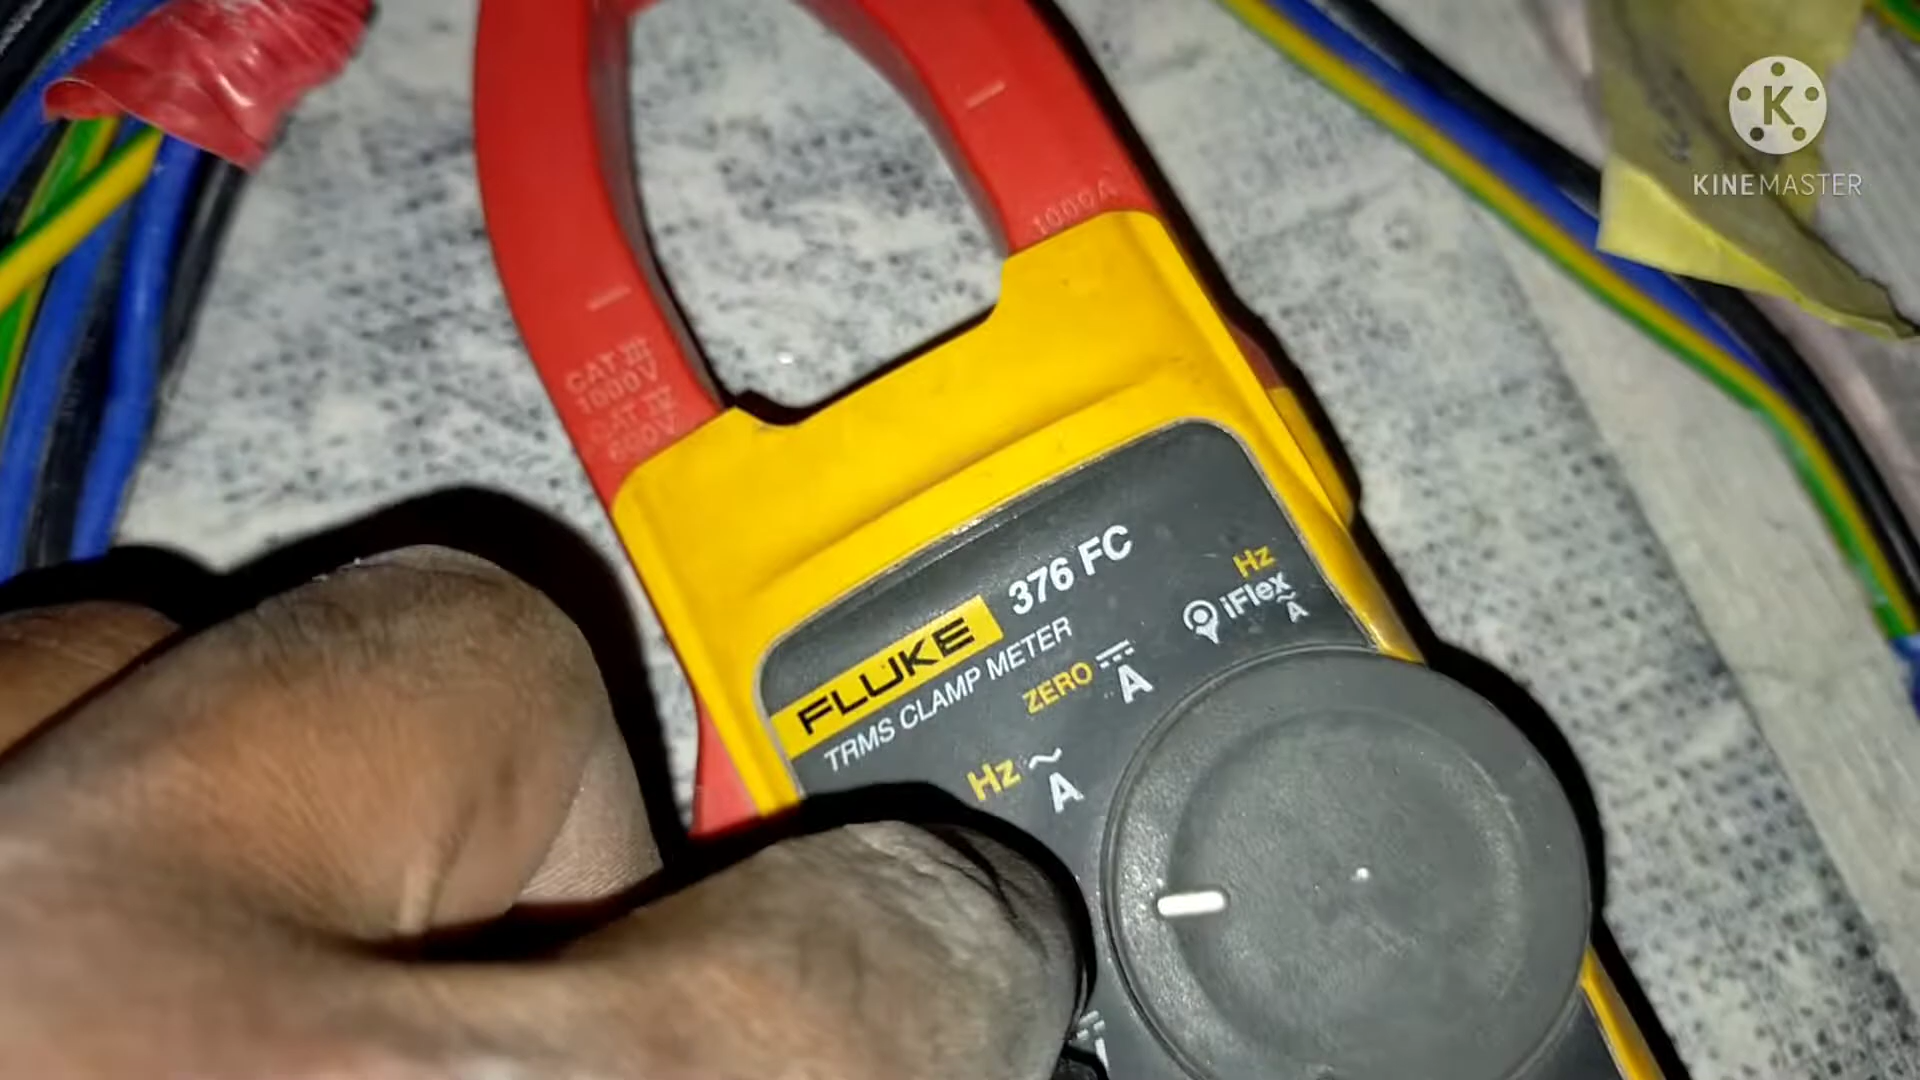 KINEMASTER
1000A
CAT III
1000V
CAT IV
600V
FLUKE 376 FC
TRMS CLAMP METER
Hz
iFlex
A
ZERO A
Hz A